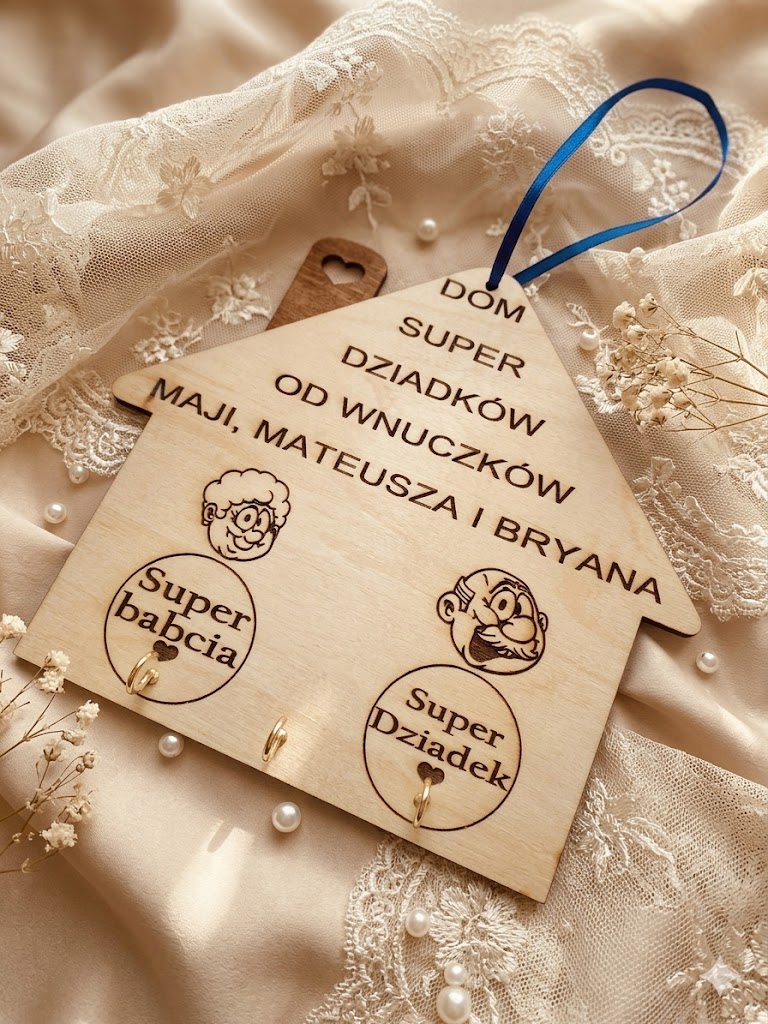 DOM
SUPER
DZIADKÓW
OD WNUCZKÓW
MAJI, MATEUSZA I BRYANA
Super
babcia
Super
Dziadek